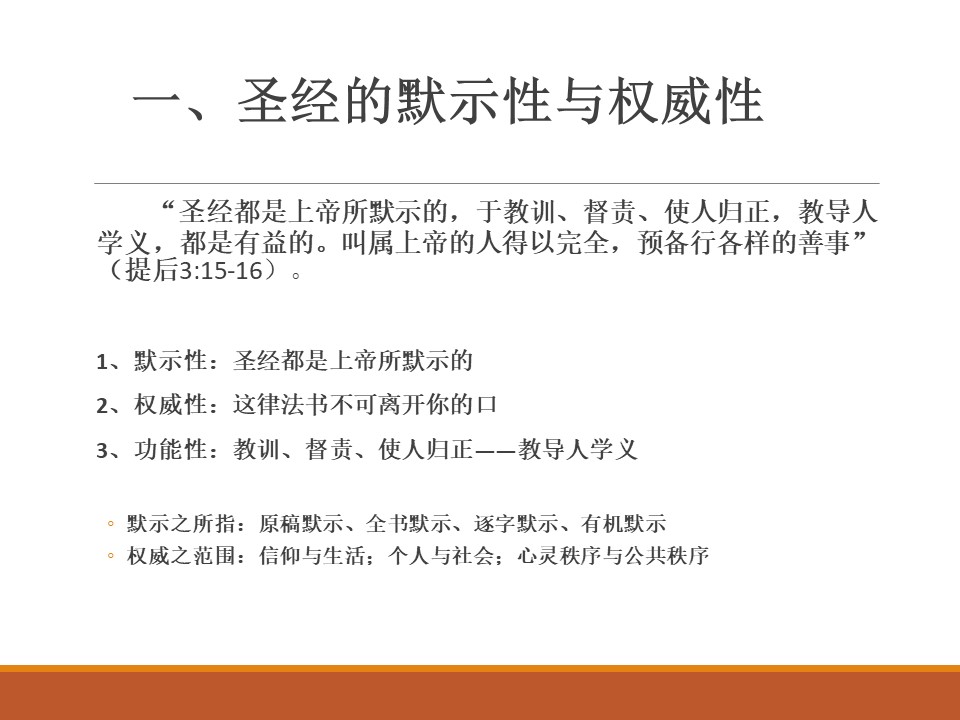 一、圣经的默示性与权威性
“圣经都是上帝所默示的，于教训、督责、使人归正，教导人
学义，都是有益的。叫属上帝的人得以完全，预备行各样的善事”
（提后3:15-16）。
1、默示性：圣经都是上帝所默示的
2、权威性：这律法书不可离开你的口
3、功能性：教训、督责、使人归正——教导人学义
◦ 默示之所指：原稿默示、全书默示、逐字默示、有机默示
◦ 权威之范围：信仰与生活；个人与社会；心灵秩序与公共秩序